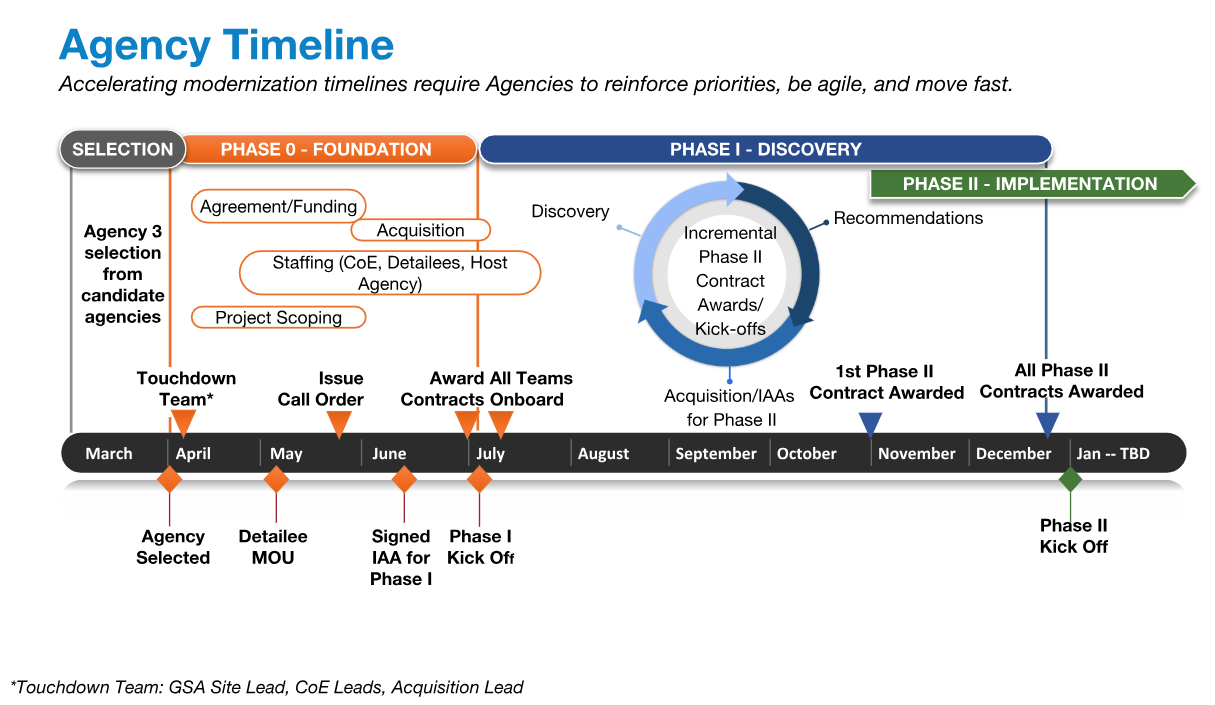 Agency Timeline
Accelerating modernization timelines require Agencies to reinforce priorities, be agile, and move fast.
SELECTION
PHASE 0 - FOUNDATION
PHASE I - DISCOVERY
PHASE II - IMPLEMENTATION
Agency 3
selection
from
candidate
agencies
Agreement/Funding
Acquisition
Staffing (CoE, Detailees, Host
Agency)
Project Scoping
Discovery
Recommendations
Incremental
Phase II
Contract
Awards/
Kick-offs
Acquisition/IAAs
for Phase II
Touchdown
Team*
Issue
Call Order
Award
Contracts
All Teams
Onboard
1st Phase II
Contract Awarded
All Phase II
Contracts Awarded
March
April
May
June
July
August
September
October
November
December
Jan -- TBD
Agency
Selected
Detailee
MOU
Signed
IAA for
Phase I
Phase I
Kick Off
Phase II
Kick Off
*Touchdown Team: GSA Site Lead, CoE Leads, Acquisition Lead